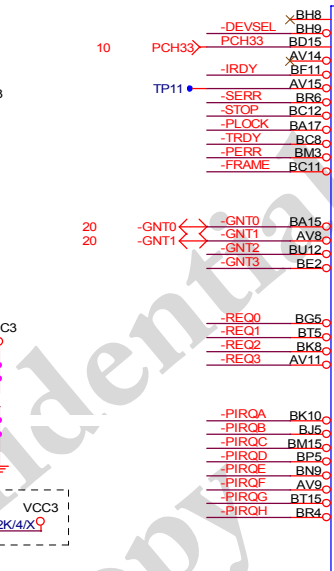 BH8
-DEVSEL BH9
10 PCH33 PCH33 BD15
AV14
-IRDY BF11
TP11 AV15
-SERR BR6
-STOP BC12
-PLOCK BA17
-TRDY BC8
-PERR BM3
-FRAME BC11
20 -GNT0 -GNT0 BA15
20 -GNT1 -GNT1 AV8
-GNT2 BU12
-GNT3 BE2
-REQ0 BG5
-REQ1 BT5
-REQ2 BK8
-REQ3 AV11
-PIRQA BK10
-PIRQB BJ5
-PIRQC BM15
-PIRQD BP5
-PIRQE BN9
-PIRQF AV9
-PIRQG BT15
-PIRQH BR4
C3
VCC3
2K/4/X